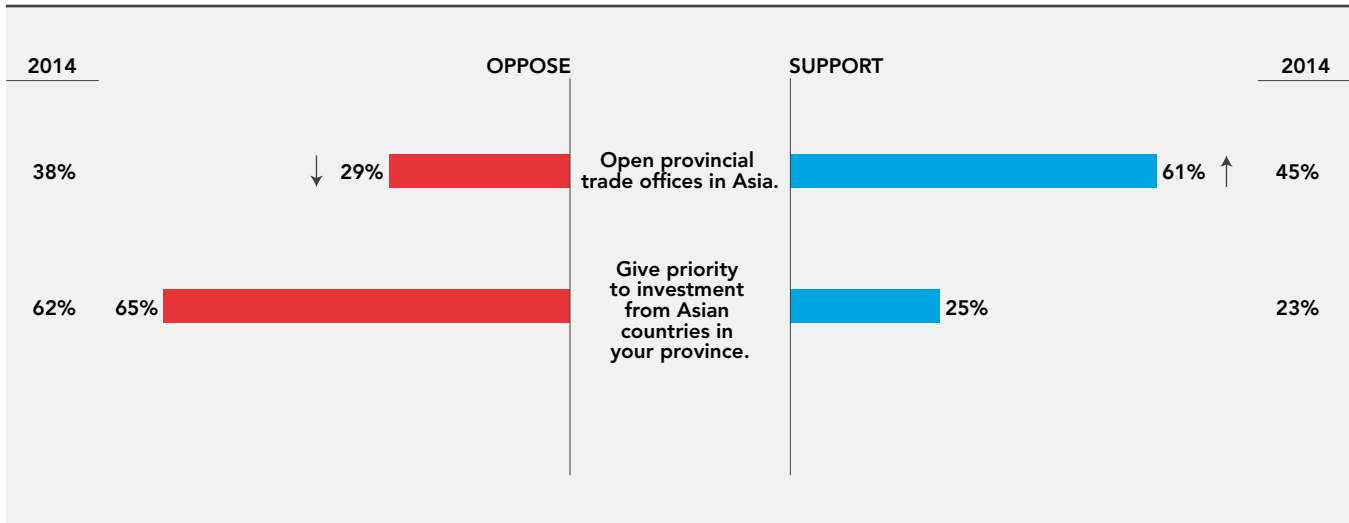 2014 OPPOSE SUPPORT 2014
38% 29% Open provincial trade offices in Asia. 61% 45%
62% 65% Give priority to investment from Asian countries in your province. 25% 23%